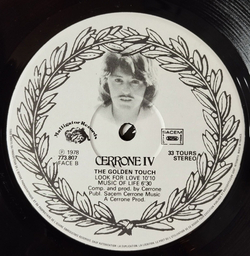 Malligator Records
SACEM
℗ 1978
773.807
FACE B
CERRONE IV
33 TOURS
STEREO
THE GOLDEN TOUCH
LOOK FOR LOVE 10'10
MUSIC OF LIFE 6'30
Comp. and prod. by Cerrone
Publ. Sacem Cerrone Music
A Cerrone Prod.